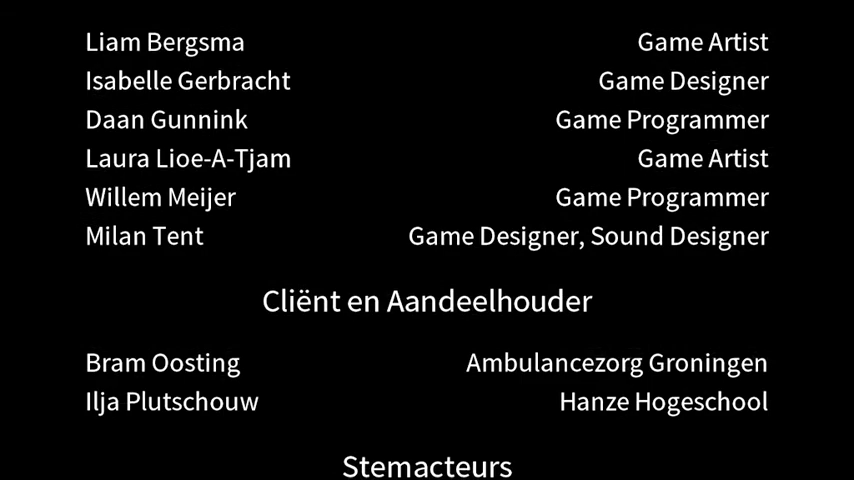 Liam Bergsma Game Artist
Isabelle Gerbracht Game Designer
Daan Gunnink Game Programmer
Laura Lioe-A-Tjam Game Artist
Willem Meijer Game Programmer
Milan Tent Game Designer, Sound Designer
Cliënt en Aandeelhouder
Bram Oosting Ambulancezorg Groningen
Ilja Plutschouw Hanze Hogeschool
Stemacteurs